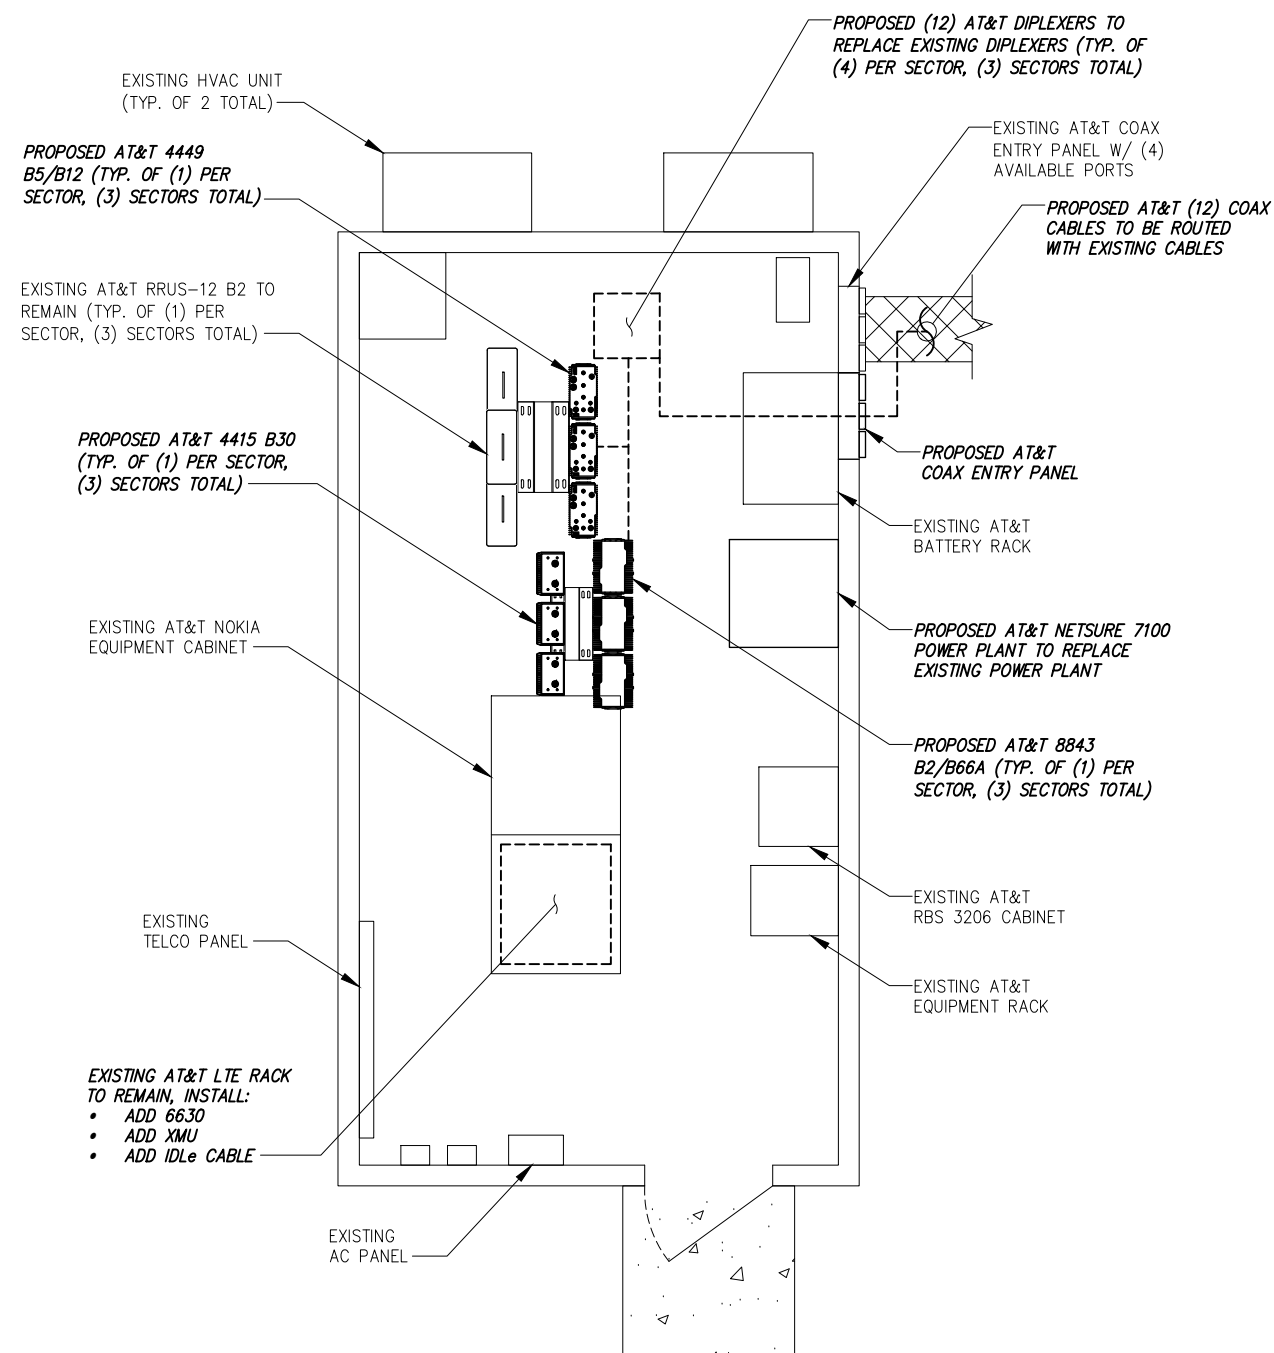 PROPOSED (12) AT&T DIPLEXERS TO
REPLACE EXISTING DIPLEXERS (TYP. OF
(4) PER SECTOR, (3) SECTORS TOTAL)
EXISTING HVAC UNIT
(TYP. OF 2 TOTAL)
EXISTING AT&T COAX
ENTRY PANEL W/ (4)
AVAILABLE PORTS
PROPOSED AT&T 4449
B5/B12 (TYP. OF (1) PER
SECTOR, (3) SECTORS TOTAL)
PROPOSED AT&T (12) COAX
CABLES TO BE ROUTED
WITH EXISTING CABLES
EXISTING AT&T RRUS-12 B2 TO
REMAIN (TYP. OF (1) PER
SECTOR, (3) SECTORS TOTAL)
PROPOSED AT&T 4415 B30
(TYP. OF (1) PER SECTOR,
(3) SECTORS TOTAL)
PROPOSED AT&T
COAX ENTRY PANEL
EXISTING AT&T
BATTERY RACK
EXISTING AT&T NOKIA
EQUIPMENT CABINET
PROPOSED AT&T NETSURE 7100
POWER PLANT TO REPLACE
EXISTING POWER PLANT
PROPOSED AT&T 8843
B2/B66A (TYP. OF (1) PER
SECTOR, (3) SECTORS TOTAL)
EXISTING AT&T
RBS 3206 CABINET
EXISTING
TELCO PANEL
EXISTING AT&T
EQUIPMENT RACK
EXISTING AT&T LTE RACK
TO REMAIN, INSTALL:
• ADD 6630
• ADD XMU
• ADD IDLe CABLE
EXISTING
AC PANEL